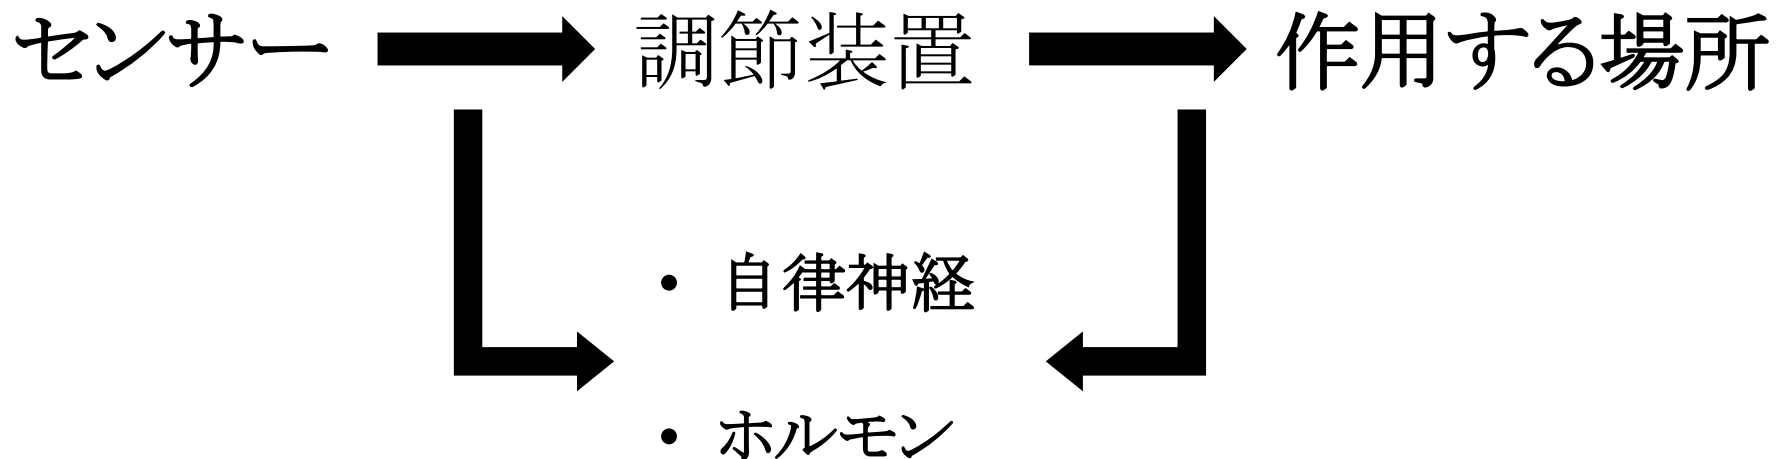 センサー 調節装置 作用する場所
• 自律神経
• ホルモン